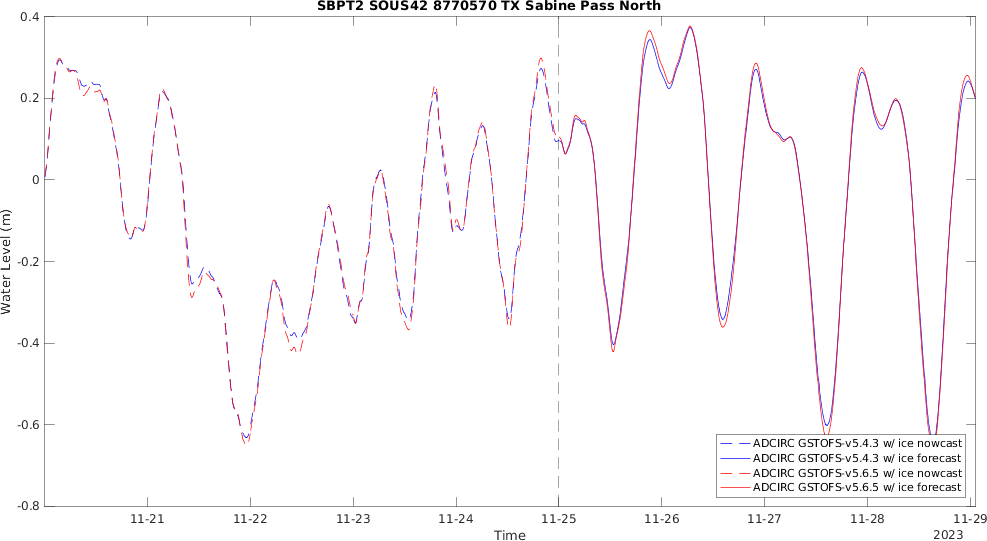 SBPT2 SOUS42 8770570 TX Sabine Pass North
0.4
0.2
0
-0.2
-0.4
-0.6
-0.8
Water Level (m)
11-21
11-22
11-23
11-24
11-25
11-26
11-27
11-28
11-29
Time
2023
ADCIRC GSTOFS-v5.4.3 w/ ice nowcast
ADCIRC GSTOFS-v5.4.3 w/ ice forecast
ADCIRC GSTOFS-v5.6.5 w/ ice nowcast
ADCIRC GSTOFS-v5.6.5 w/ ice forecast